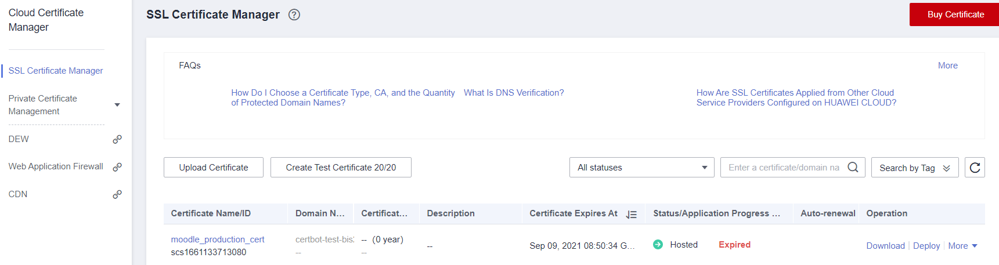 Cloud Certificate
Manager
SSL Certificate Manager
Private Certificate
Management
DEW
Web Application Firewall
CDN
SSL Certificate Manager ?
Buy Certificate
FAQs
More
How Do I Choose a Certificate Type, CA, and the Quantity
of Protected Domain Names?
What Is DNS Verification?
How Are SSL Certificates Applied from Other Cloud
Service Providers Configured on HUAWEI CLOUD?
Upload Certificate
Create Test Certificate 20/20
All statuses
Enter a certificate/domain na
Search by Tag
Certificate Name/ID
Domain N...
Certificat...
Description
Certificate Expires At
Status/Application Progress ...
Auto-renewal
Operation
moodle_production_cert
scs1661133713080
certbot-test-bis
--
-- (0 year)
--
--
Sep 09, 2021 08:50:34 G...
Hosted
Expired
Download
Deploy
More